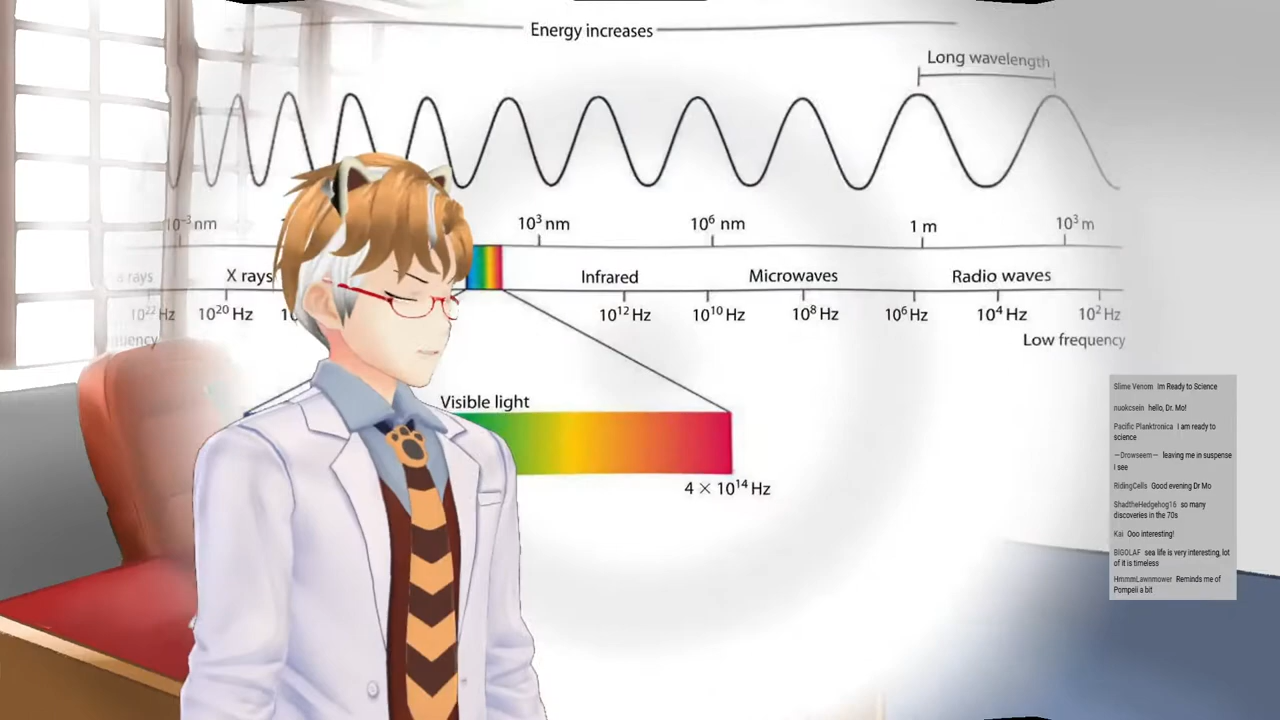 Energy increases
Long wavelength
10⁻³ nm
10³ nm
10⁶ nm
1 m
10³ m
rays
X rays
Infrared
Microwaves
Radio waves
10²² Hz
10²⁰ Hz
10¹² Hz
10¹⁰ Hz
10⁸ Hz
10⁶ Hz
10⁴ Hz
10² Hz
Low frequency
Visible light
4 × 10¹⁴ Hz
Slime Venom Im Ready to Science
nuokcsein hello, Dr. Mo!
Pacific Planktronica I am ready to
science
—Drowseem— leaving me in suspense
I see
RidingCells Good evening Dr Mo
ShadtheHedgehog16 so many
discoveries in the 70s
Kai Ooo interesting!
BIGOLAF sea life is very interesting, lot
of it is timeless
HmmmLawnmower Reminds me of
Pompeii a bit